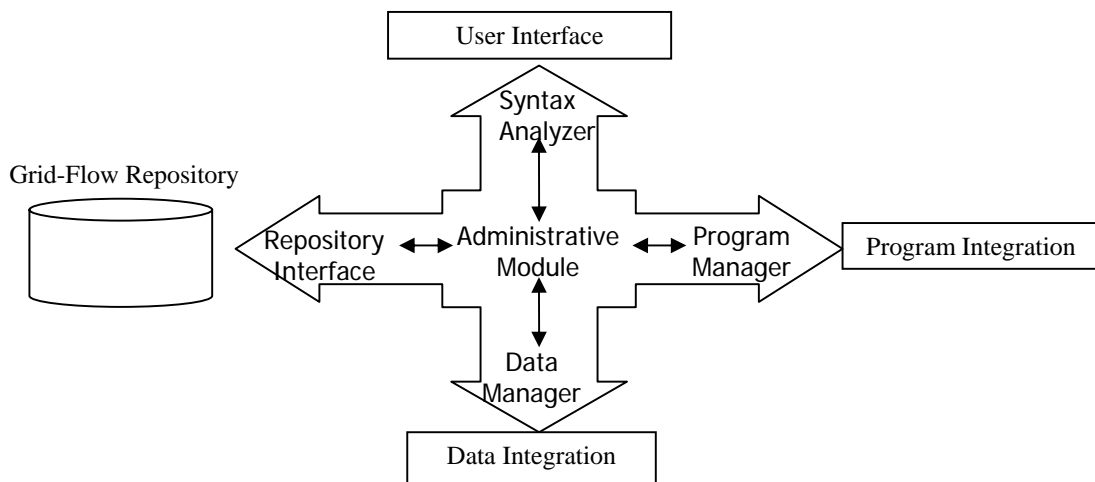 User Interface
Syntax
Analyzer
Grid-Flow Repository
Repository
Interface
Administrative
Module
Program
Manager
Program Integration
Data
Manager
Data Integration